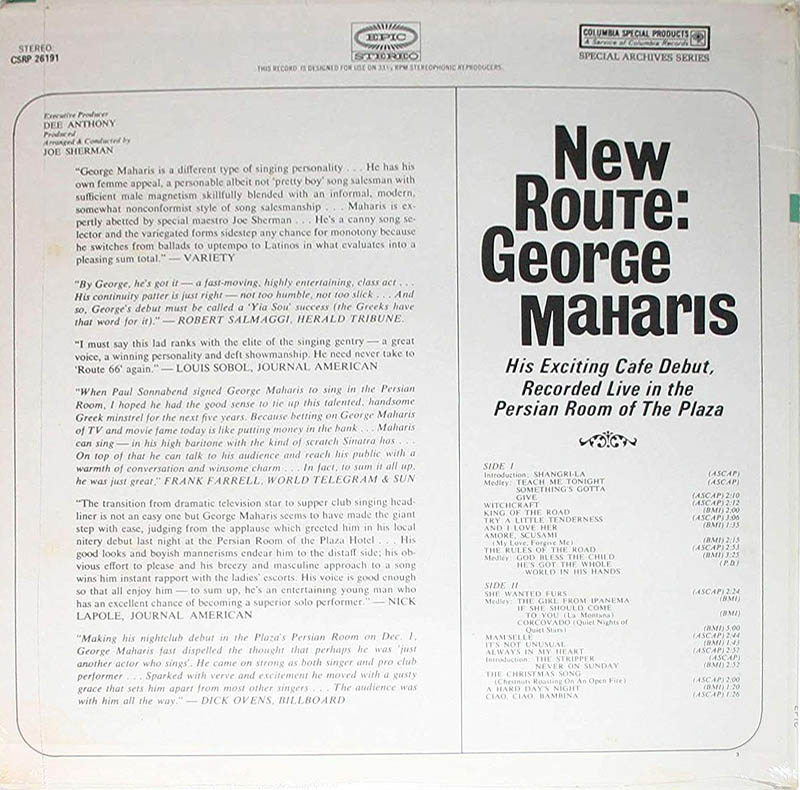 STEREO:
CSRP 26191
EPIC
STEREO
THIS RECORD IS DESIGNED FOR USE ON 33⅓ RPM STEREOPHONIC REPRODUCERS.
COLUMBIA SPECIAL PRODUCTS
A Service of Columbia Records
SPECIAL ARCHIVES SERIES
Executive Producer
DEE ANTHONY
Produced
Arranged & Conducted by
JOE SHERMAN
"George Maharis is a different type of singing personality . . . He has his
own femme appeal, a personable albeit not 'pretty boy' song salesman with
sufficient male magnetism skillfully blended with an informal, modern,
somewhat nonconformist style of song salesmanship . . . Maharis is ex-
pertly abetted by special maestro Joe Sherman . . . He's a canny song se-
lector and the variegated forms sidestep any chance for monotony because
he switches from ballads to uptempo to Latinos in what evaluates into a
pleasing sum total." — VARIETY
"By George, he's got it — a fast-moving, highly entertaining, class act . . .
His continuity patter is just right — not too humble, not too slick . . . And
so, George's debut must be called a 'Yia Sou' success (the Greeks have
that word for it)." — ROBERT SALMAGGI, HERALD TRIBUNE.
"I must say this lad ranks with the elite of the singing gentry — a great
voice, a winning personality and deft showmanship. He need never take to
'Route 66' again." — LOUIS SOBOL, JOURNAL AMERICAN
"When Paul Sonnabend signed George Maharis to sing in the Persian
Room, I hoped he had the good sense to tie up this talented, handsome
Greek minstrel for the next five years. Because betting on George Maharis
of TV and movie fame today is like putting money in the bank . . . Maharis
can sing — in his high baritone with the kind of scratch Sinatra has . . .
On top of that he can talk to his audience and reach his public with a
warmth of conversation and winsome charm . . . In fact, to sum it all up,
he was just great," FRANK FARRELL, WORLD TELEGRAM & SUN
"The transition from dramatic television star to supper club singing head-
liner is not an easy one but George Maharis seems to have made the giant
step with ease, judging from the applause which greeted him in his local
nitery debut last night at the Persian Room of the Plaza Hotel . . . His
good looks and boyish mannerisms endear him to the distaff side; his ob-
vious effort to please and his breezy and masculine approach to a song
wins him instant rapport with the ladies' escorts. His voice is good enough
so that all enjoy him — to sum up, he's an entertaining young man who
has an excellent chance of becoming a superior solo performer." — NICK
LAPOLE, JOURNAL AMERICAN
"Making his nightclub debut in the Plaza's Persian Room on Dec. 1,
George Maharis fast dispelled the thought that perhaps he was 'just
another actor who sings'. He came on strong as both singer and pro club
performer . . . Sparked with verve and excitement he moved with a gusty
grace that sets him apart from most other singers . . . The audience was
with him all the way." — DICK OVENS, BILLBOARD
New
Route:
George
Maharis
His Exciting Cafe Debut,
Recorded Live in the
Persian Room of The Plaza
SIDE I
Introduction: SHANGRI-LA (ASCAP)
Medley: TEACH ME TONIGHT (ASCAP)
SOMETHING'S GOTTA
GIVE (ASCAP) 2:10
WITCHCRAFT (ASCAP) 2:12
KING OF THE ROAD (BMI) 2:00
TRY A LITTLE TENDERNESS (ASCAP) 3:06
AND I LOVE HER (BMI) 1:35
AMORE, SCUSAMI
(My Love, Forgive Me) (BMI) 2:15
THE RULES OF THE ROAD (ASCAP) 2:53
Medley: GOD BLESS THE CHILD (BMI) 3:25
HE'S GOT THE WHOLE (P.D.)
WORLD IN HIS HANDS
SIDE II
SHE WANTED FURS (ASCAP) 2:24
Medley: THE GIRL FROM IPANEMA (BMI)
IF SHE SHOULD COME
TO YOU (La Montana) (BMI)
CORCOVADO (Quiet Nights of
Quiet Stars) (BMI) 5:00
MAM'SELLE (ASCAP) 2:44
IT'S NOT UNUSUAL (BMI) 1:43
ALWAYS IN MY HEART (ASCAP) 2:52
Introduction: THE STRIPPER (ASCAP)
NEVER ON SUNDAY (BMI) 2:52
THE CHRISTMAS SONG
(Chestnuts Roasting On An Open Fire) (ASCAP) 2:00
A HARD DAY'S NIGHT (BMI) 1:20
CIAO, CIAO, BAMBINA (ASCAP) 1:26
3